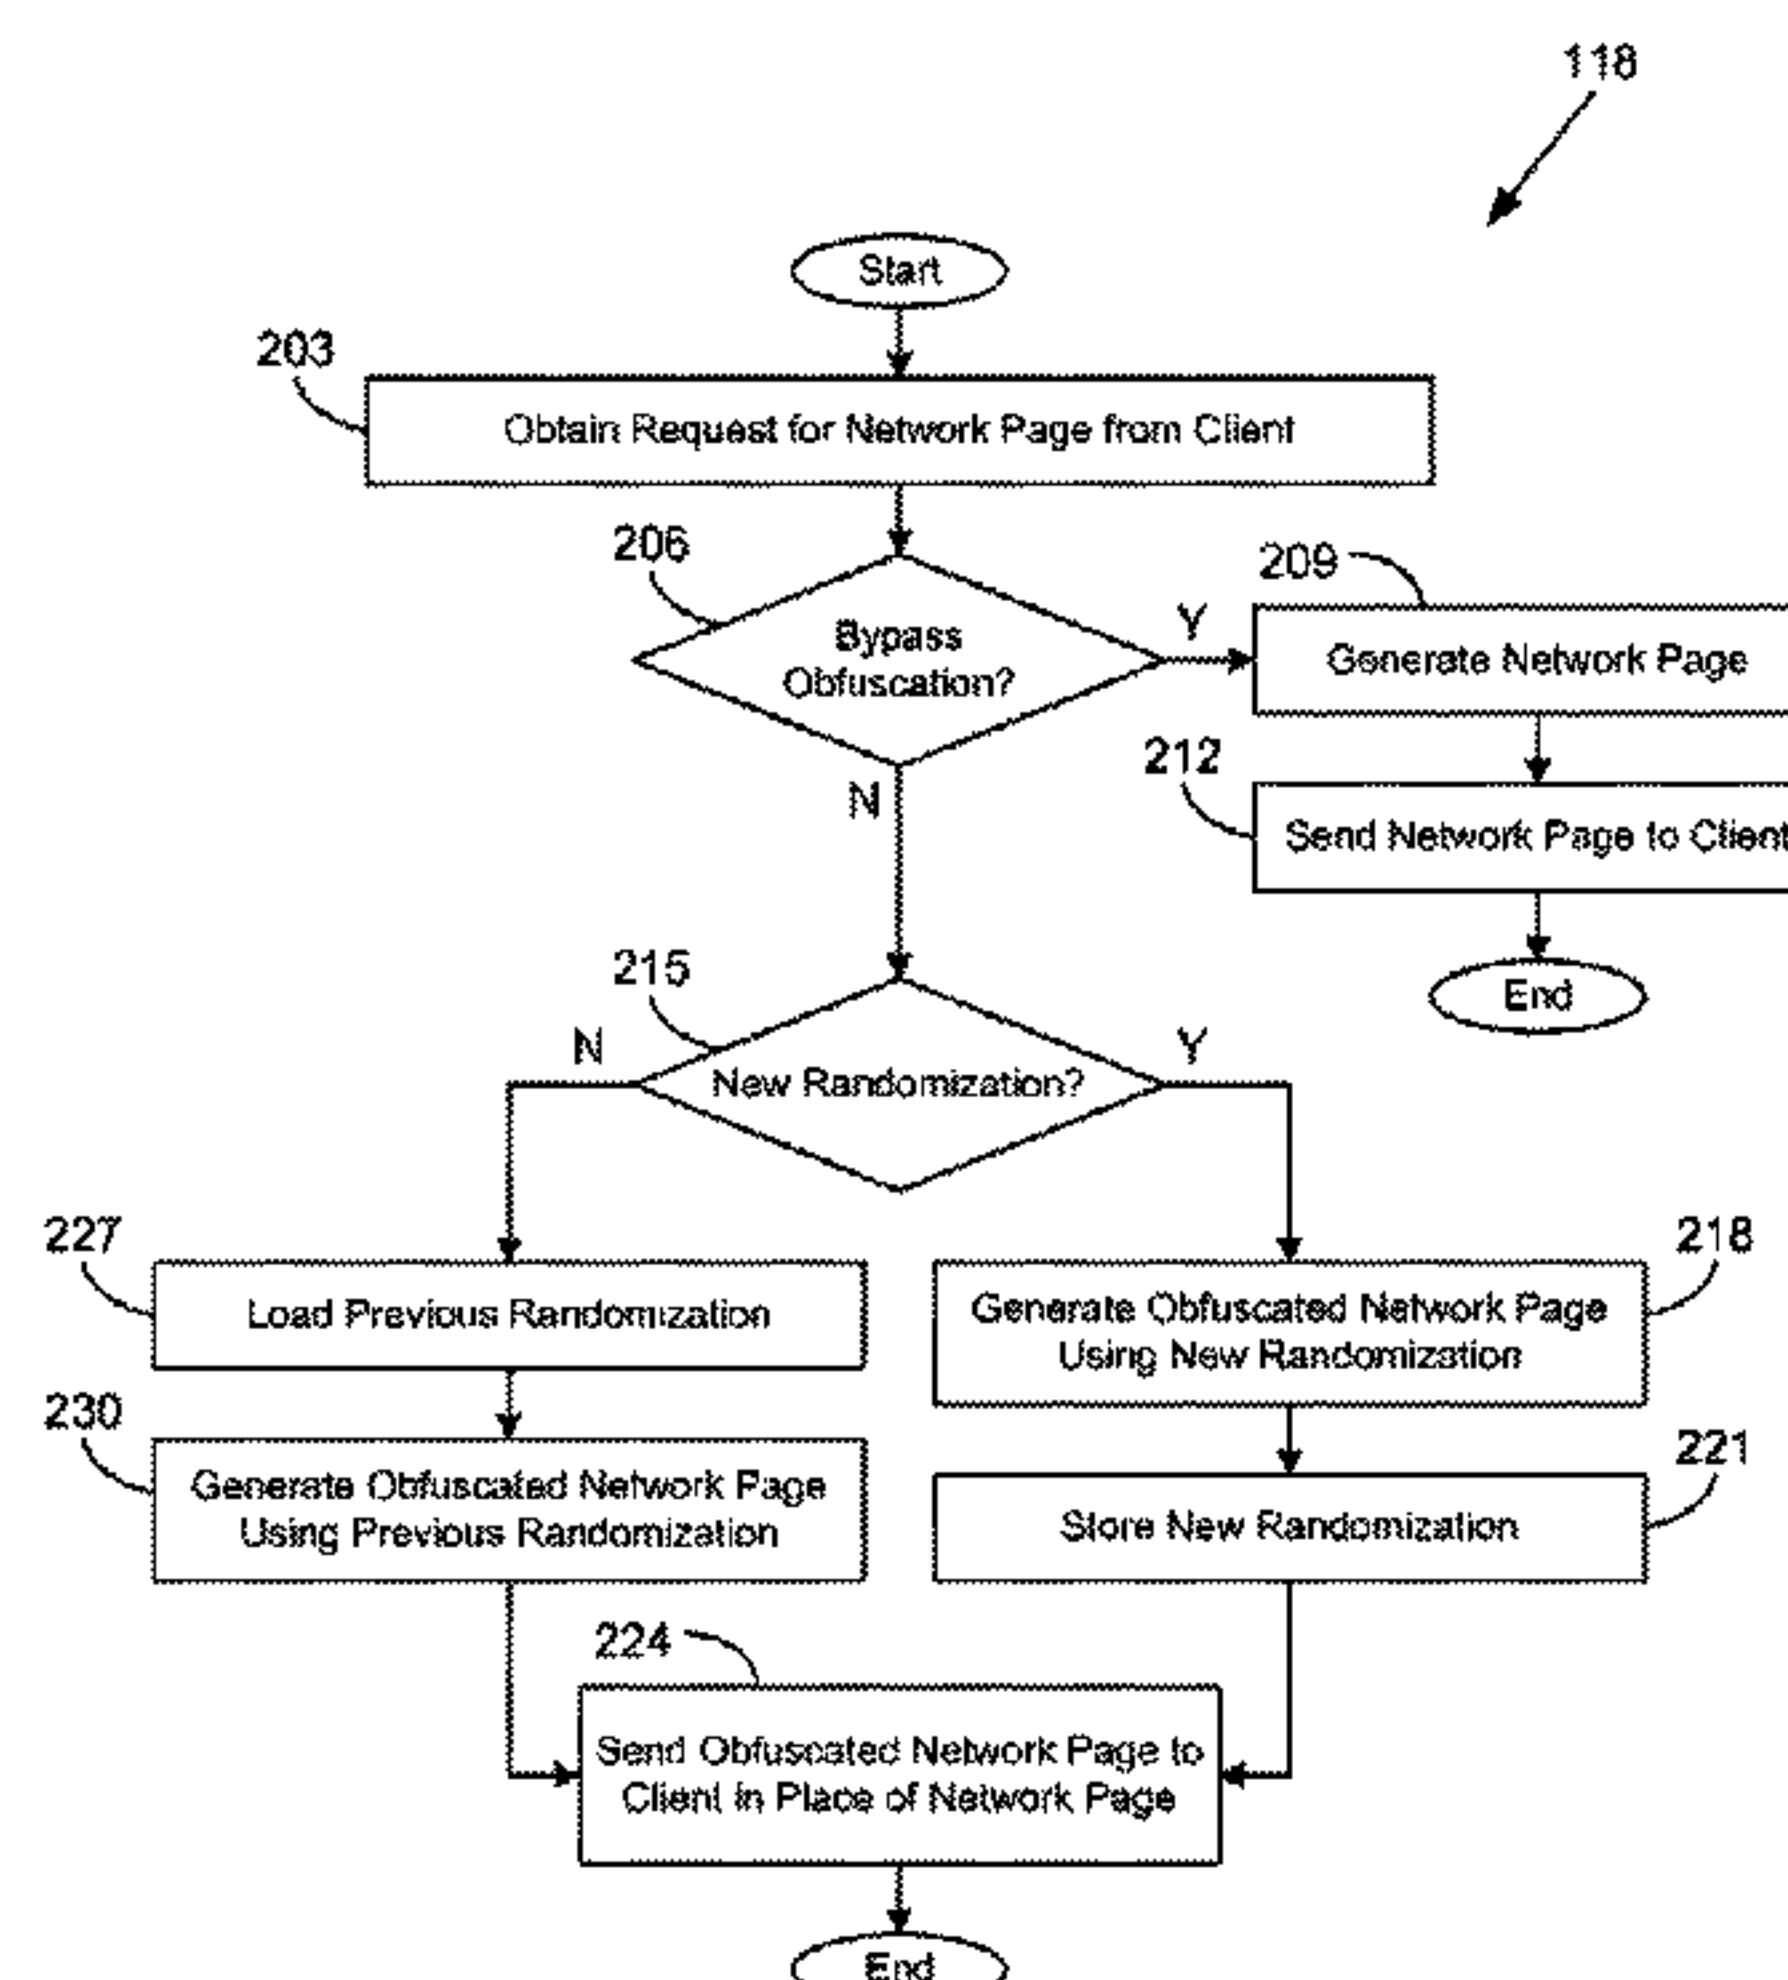 118
Start
203
Obtain Request for Network Page from Client
206
Bypass
Obfuscation?
Y
209
Generate Network Page
212
Send Network Page to Client
N
End
215
New Randomization?
N
Y
227
Load Previous Randomization
218
Generate Obfuscated Network Page
Using New Randomization
230
Generate Obfuscated Network Page
Using Previous Randomization
221
Store New Randomization
224
Send Obfuscated Network Page to
Client in Place of Network Page
End